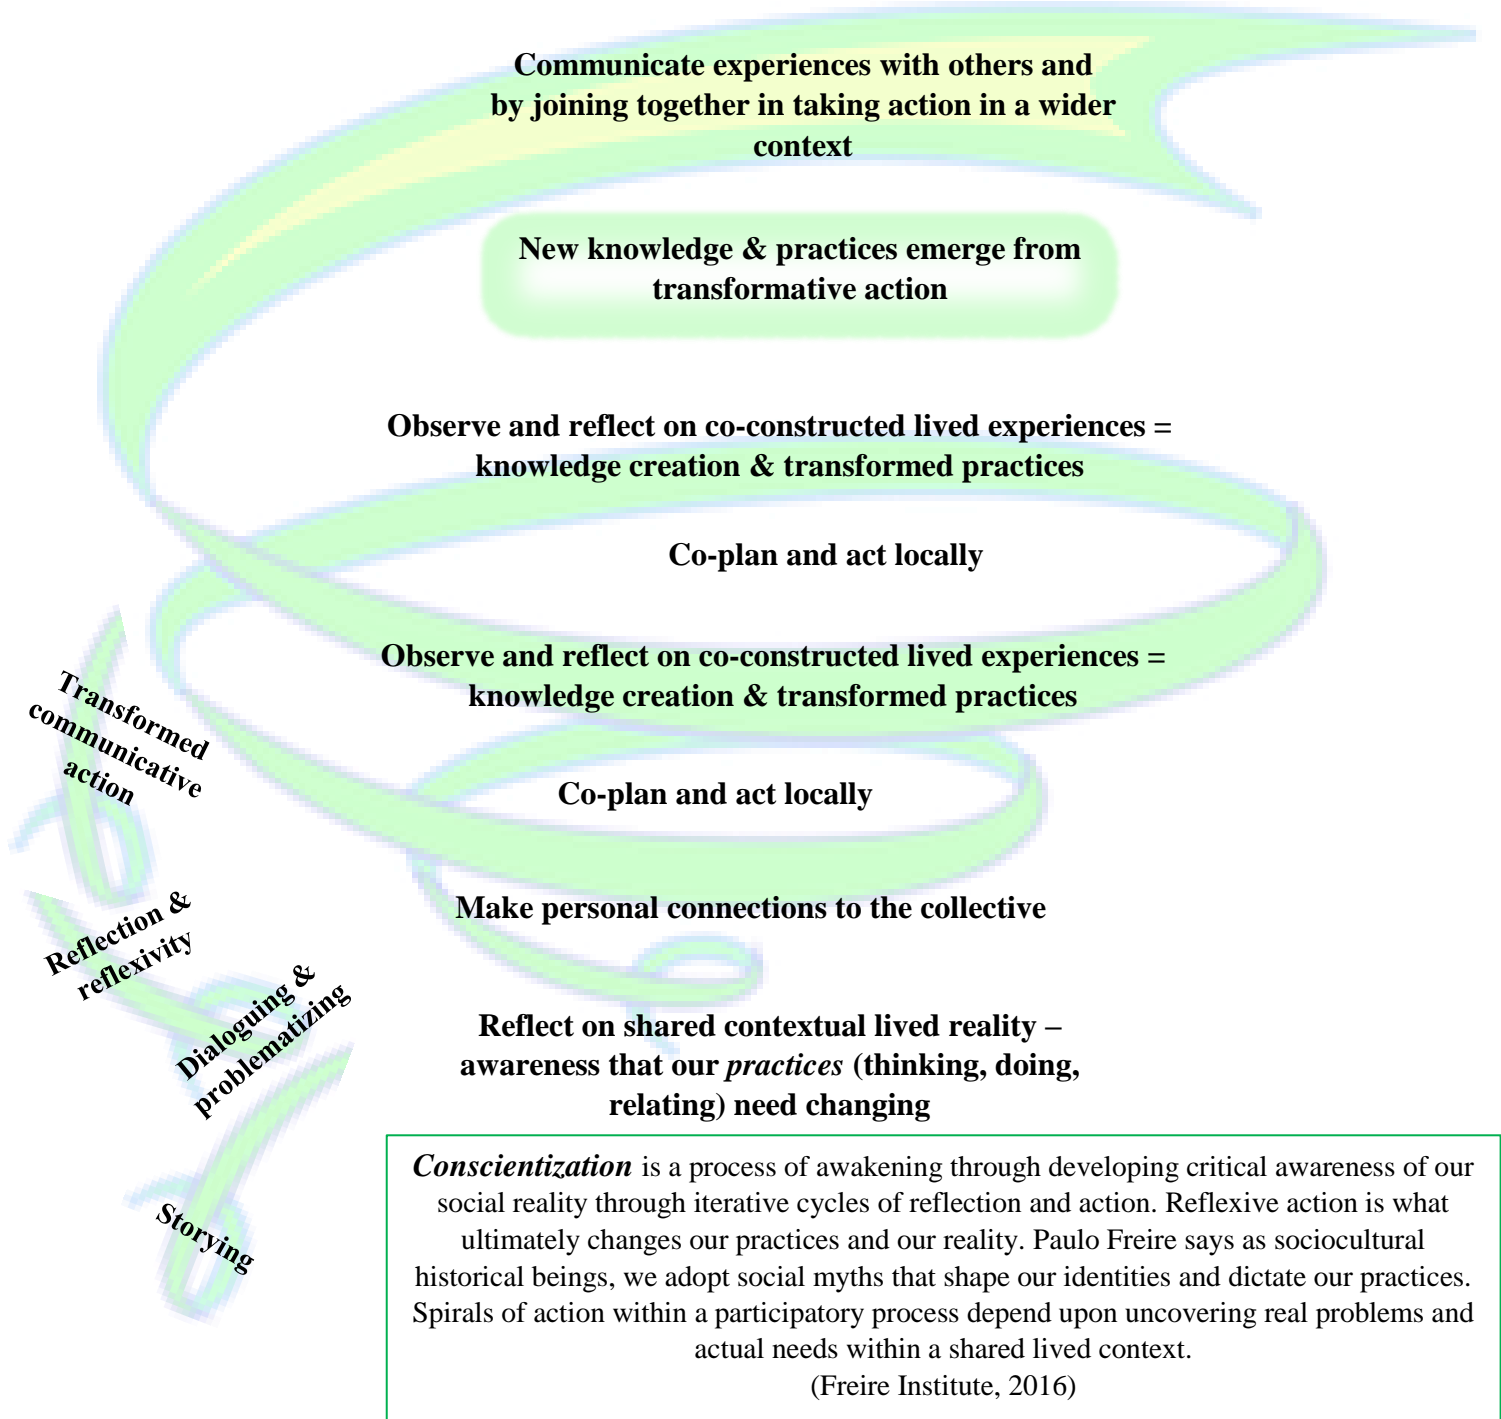 Communicate experiences with others and
by joining together in taking action in a wider
context
New knowledge & practices emerge from
transformative action
Observe and reflect on co-constructed lived experiences =
knowledge creation & transformed practices
Co-plan and act locally
Observe and reflect on co-constructed lived experiences =
knowledge creation & transformed practices
Co-plan and act locally
Make personal connections to the collective
Reflect on shared contextual lived reality –
awareness that our practices (thinking, doing,
relating) need changing
Transformed
communicative
action
Reflection &
reflexivity
Dialoguing &
problematizing
Storying
Conscientization is a process of awakening through developing critical awareness of our
social reality through iterative cycles of reflection and action. Reflexive action is what
ultimately changes our practices and our reality. Paulo Freire says as sociocultural
historical beings, we adopt social myths that shape our identities and dictate our practices.
Spirals of action within a participatory process depend upon uncovering real problems and
actual needs within a shared lived context.
(Freire Institute, 2016)